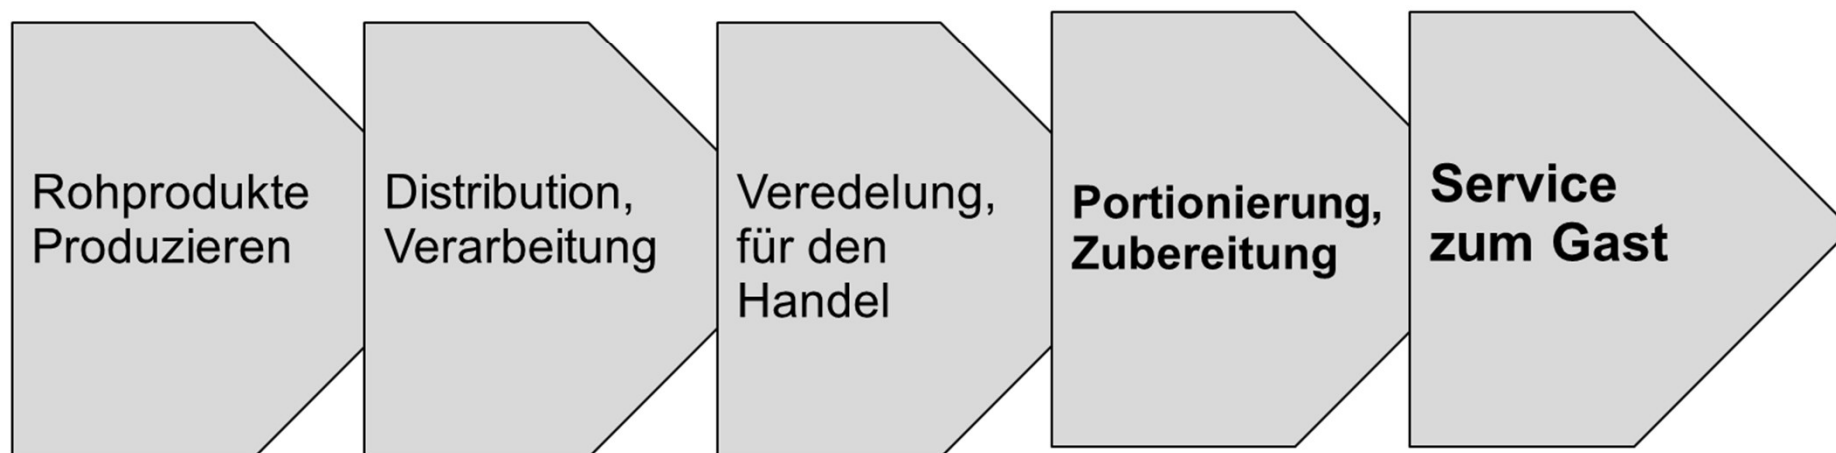 Rohprodukte
Produzieren
Distribution,
Verarbeitung
Veredelung,
für den
Handel
Portionierung,
Zubereitung
Service
zum Gast